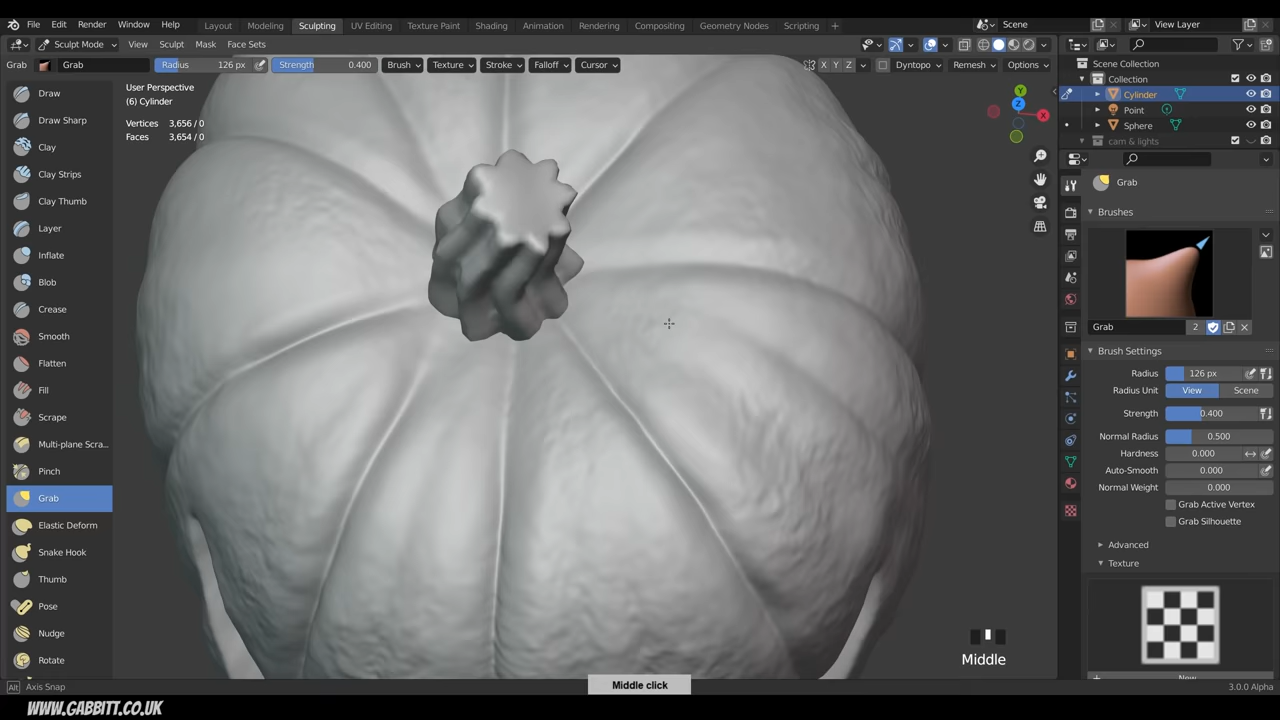 File Edit Render Window Help Layout Modeling Sculpting UV Editing Texture Paint Shading Animation Rendering Compositing Geometry Nodes Scripting + Scene View Layer
Sculpt Mode View Sculpt Mask Face Sets
Grab Grab Radius 126 px Strength 0.400 Brush Texture Stroke Falloff Cursor X Y Z Dyntopo Remesh Options
Scene Collection
Collection
Cylinder
Point
Sphere
cam & lights
Draw
Draw Sharp
Clay
Clay Strips
Clay Thumb
Layer
Inflate
Blob
Crease
Smooth
Flatten
Fill
Scrape
Multi-plane Scra...
Pinch
Grab
Elastic Deform
Snake Hook
Thumb
Pose
Nudge
Rotate
User Perspective
(6) Cylinder
Vertices 3,656 / 0
Faces 3,654 / 0
Y
Z
X
Grab
Brushes
Grab 2
Brush Settings
Radius 126 px
Radius Unit View Scene
Strength 0.400
Normal Radius 0.500
Hardness 0.000
Auto-Smooth 0.000
Normal Weight 0.000
Grab Active Vertex
Grab Silhouette
Advanced
Texture
New
Middle
Middle click
Alt Axis Snap
3.0.0 Alpha
WWW.GABBITT.CO.UK